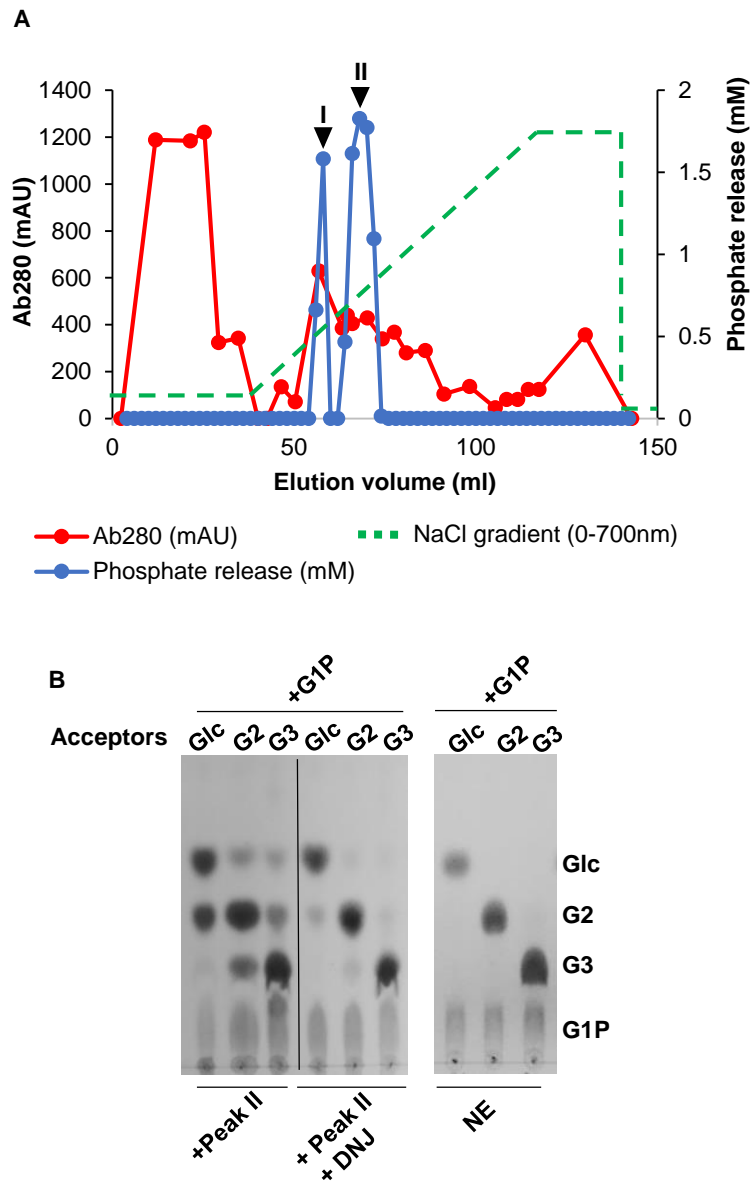 A
I
II
1400
1200
1000
800
600
400
200
0
Ab280 (mAU)
2
1.5
1
0.5
0
Phosphate release (mM)
0 50 100 150
Elution volume (ml)
Ab280 (mAU)
NaCl gradient (0-700nm)
Phosphate release (mM)
B
+G1P
+G1P
Acceptors Glc G2 G3 Glc G2 G3 Glc G2 G3
Glc
G2
G3
G1P
+Peak II
+ Peak II
+ DNJ
NE